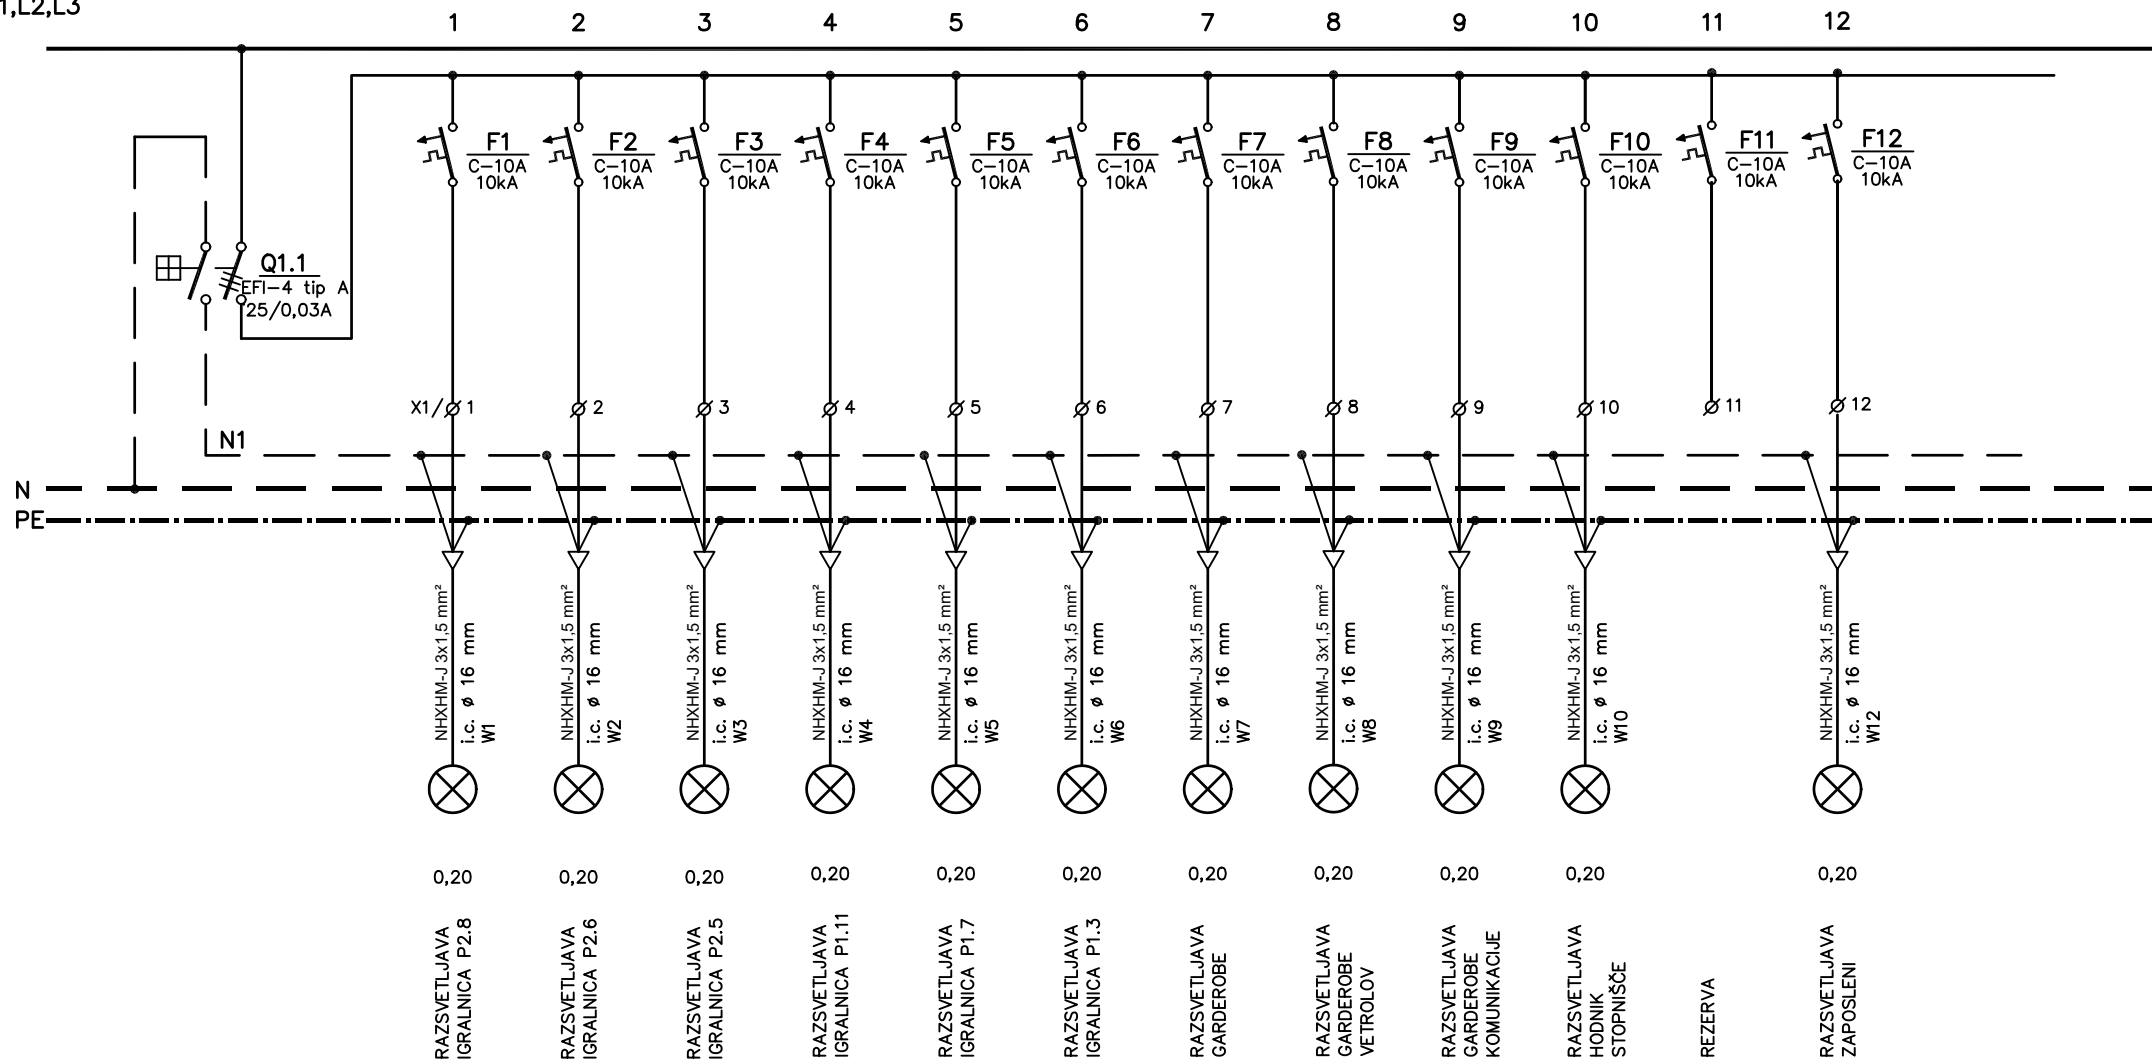 1,L2,L3
1 2 3 4 5 6 7 8 9 10 11 12
F1
C-10A
10kA
F2
C-10A
10kA
F3
C-10A
10kA
F4
C-10A
10kA
F5
C-10A
10kA
F6
C-10A
10kA
F7
C-10A
10kA
F8
C-10A
10kA
F9
C-10A
10kA
F10
C-10A
10kA
F11
C-10A
10kA
F12
C-10A
10kA
Q1.1
EFI-4 tip A
25/0,03A
X1/ 1 2 3 4 5 6 7 8 9 10 11 12
N1
N
PE
NHXHM-J 3x1,5 mm²
i.c. ø 16 mm
W1
NHXHM-J 3x1,5 mm²
i.c. ø 16 mm
W2
NHXHM-J 3x1,5 mm²
i.c. ø 16 mm
W3
NHXHM-J 3x1,5 mm²
i.c. ø 16 mm
W4
NHXHM-J 3x1,5 mm²
i.c. ø 16 mm
W5
NHXHM-J 3x1,5 mm²
i.c. ø 16 mm
W6
NHXHM-J 3x1,5 mm²
i.c. ø 16 mm
W7
NHXHM-J 3x1,5 mm²
i.c. ø 16 mm
W8
NHXHM-J 3x1,5 mm²
i.c. ø 16 mm
W9
NHXHM-J 3x1,5 mm²
i.c. ø 16 mm
W10
NHXHM-J 3x1,5 mm²
i.c. ø 16 mm
W12
0,20 0,20 0,20 0,20 0,20 0,20 0,20 0,20 0,20 0,20 0,20
RAZSVETLJAVA
IGRALNICA P2.8
RAZSVETLJAVA
IGRALNICA P2.6
RAZSVETLJAVA
IGRALNICA P2.5
RAZSVETLJAVA
IGRALNICA P1.11
RAZSVETLJAVA
IGRALNICA P1.7
RAZSVETLJAVA
IGRALNICA P1.3
RAZSVETLJAVA
GARDEROBE
RAZSVETLJAVA
GARDEROBE
VETROLOV
RAZSVETLJAVA
GARDEROBE
KOMUNIKACIJE
RAZSVETLJAVA
HODNIK
STOPNIŠČE
REZERVA
RAZSVETLJAVA
ZAPOSLENI